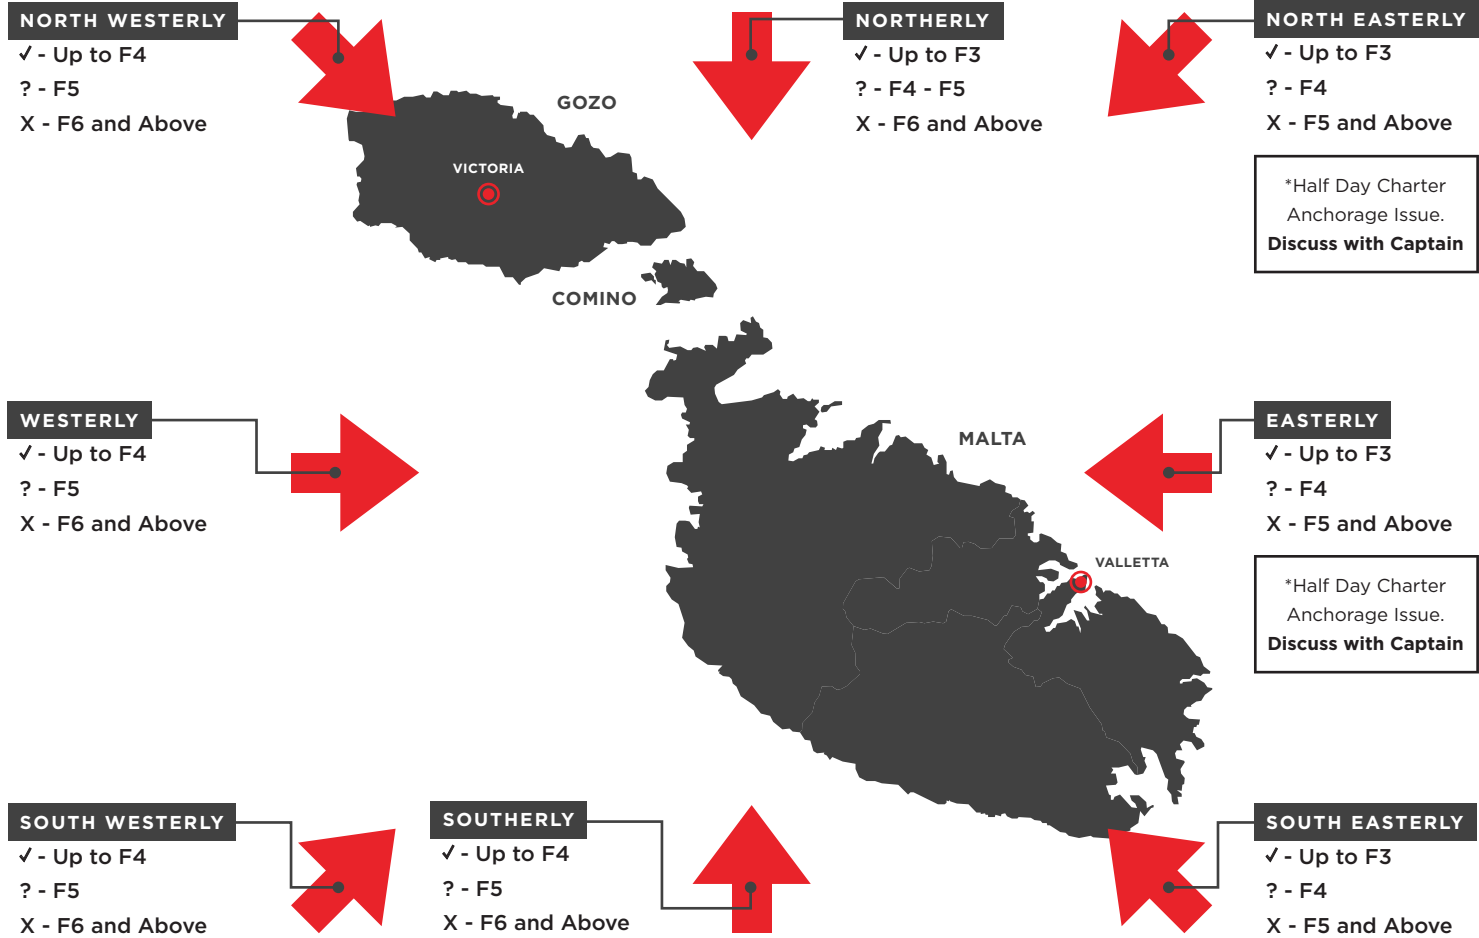 NORTH WESTERLY
✓ - Up to F4
? - F5
X - F6 and Above
NORTHERLY
✓ - Up to F3
? - F4 - F5
X - F6 and Above
NORTH EASTERLY
✓ - Up to F3
? - F4
X - F5 and Above
*Half Day Charter
Anchorage Issue.
Discuss with Captain
GOZO
VICTORIA
COMINO
WESTERLY
✓ - Up to F4
? - F5
X - F6 and Above
MALTA
VALLETTA
EASTERLY
✓ - Up to F3
? - F4
X - F5 and Above
*Half Day Charter
Anchorage Issue.
Discuss with Captain
SOUTH WESTERLY
✓ - Up to F4
? - F5
X - F6 and Above
SOUTHERLY
✓ - Up to F4
? - F5
X - F6 and Above
SOUTH EASTERLY
✓ - Up to F3
? - F4
X - F5 and Above